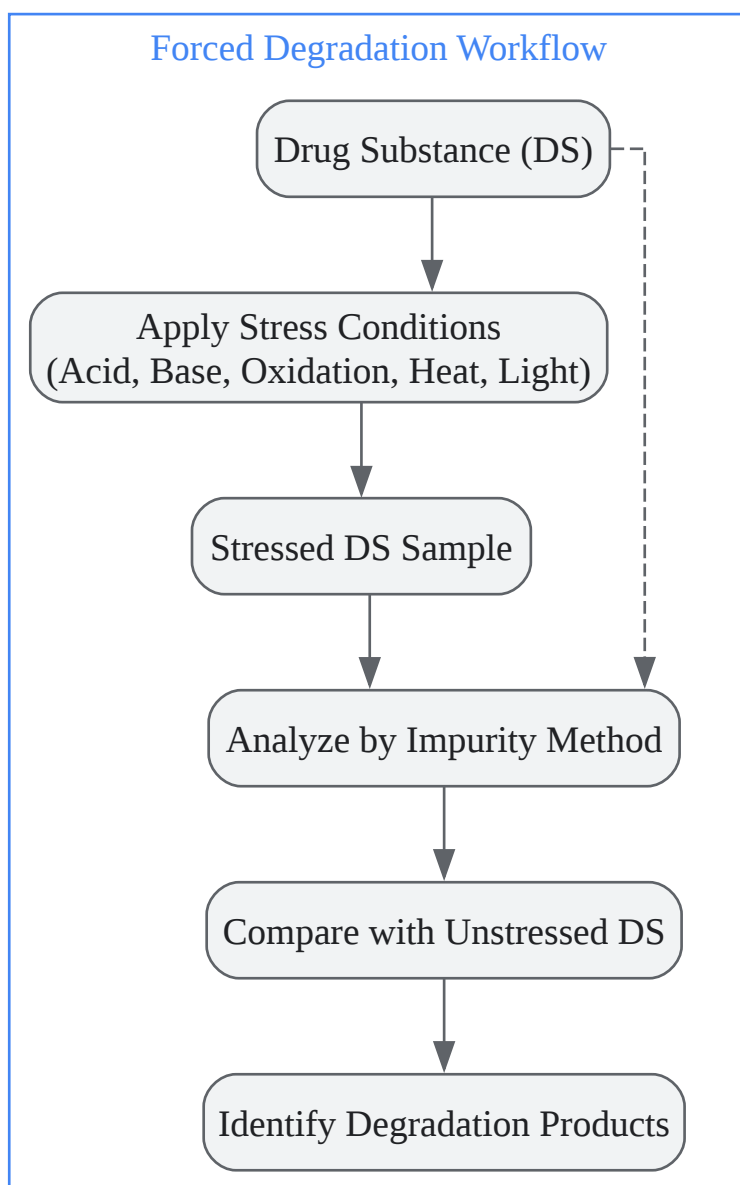 Forced Degradation Workflow
Drug Substance (DS)
Apply Stress Conditions
(Acid, Base, Oxidation, Heat, Light)
Stressed DS Sample
Analyze by Impurity Method
Compare with Unstressed DS
Identify Degradation Products